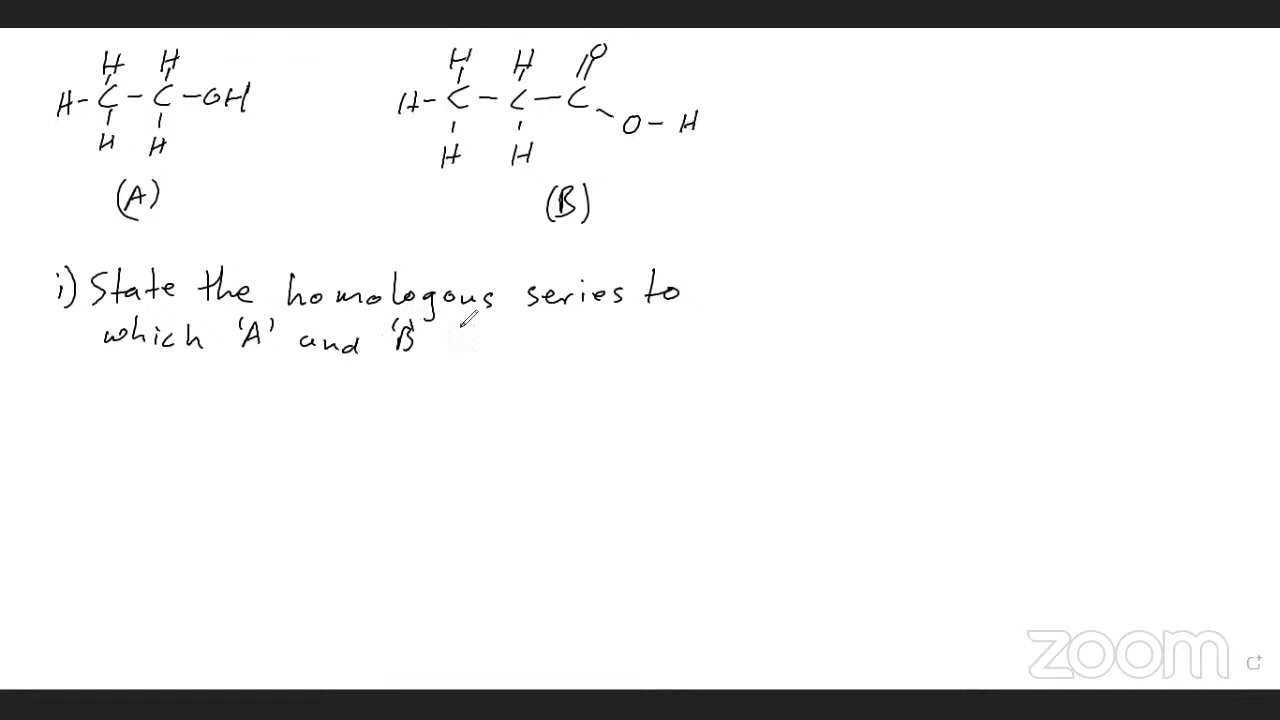 H H
H - C - C - OH
H H
(A)
H H O
H - C - C - C
O - H
H H
(B)
i) State the homologous series to
which 'A' and 'B'
zoom